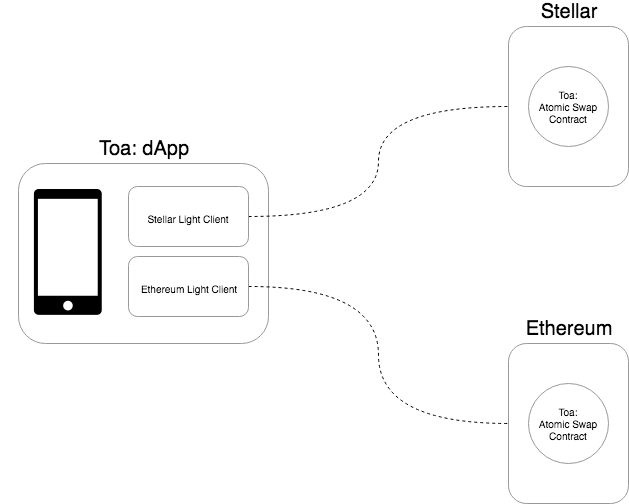 Stellar
Toa:
Atomic Swap
Contract
Toa: dApp
Stellar Light Client
Ethereum Light Client
Ethereum
Toa:
Atomic Swap
Contract